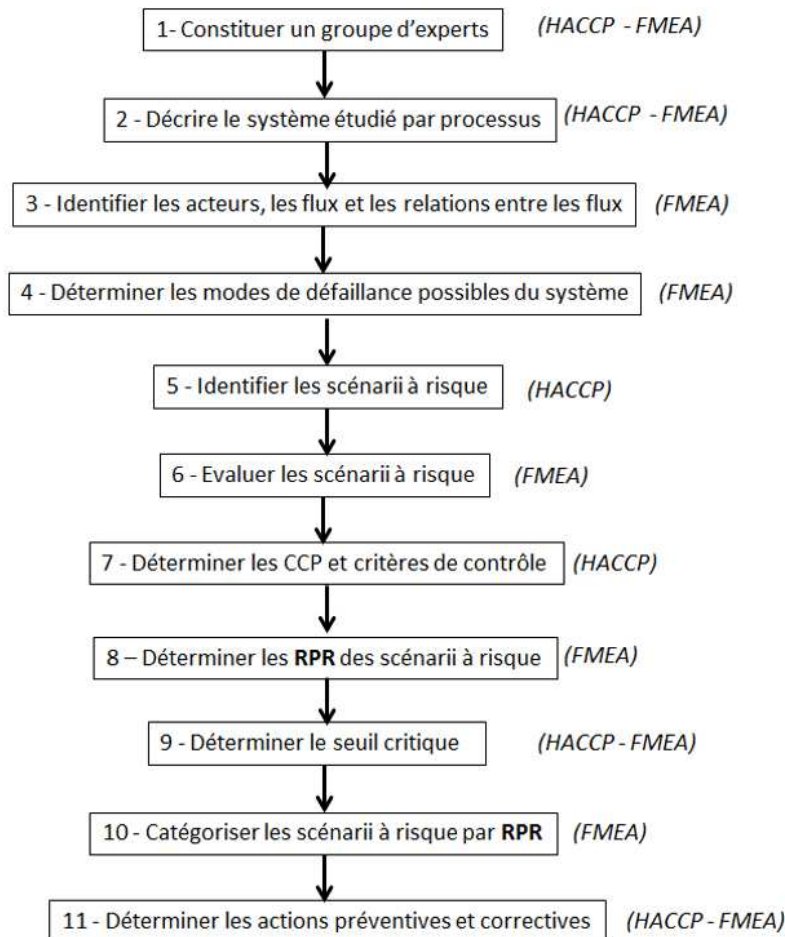 1- Constituer un groupe d'experts (HACCP - FMEA)
2 - Décrire le système étudié par processus (HACCP - FMEA)
3 - Identifier les acteurs, les flux et les relations entre les flux (FMEA)
4 - Déterminer les modes de défaillance possibles du système (FMEA)
5 - Identifier les scénarii à risque (HACCP)
6 - Evaluer les scénarii à risque (FMEA)
7 - Déterminer les CCP et critères de contrôle (HACCP)
8 – Déterminer les RPR des scénarii à risque (FMEA)
9 - Déterminer le seuil critique (HACCP - FMEA)
10 - Catégoriser les scénarii à risque par RPR (FMEA)
11 - Déterminer les actions préventives et correctives (HACCP - FMEA)